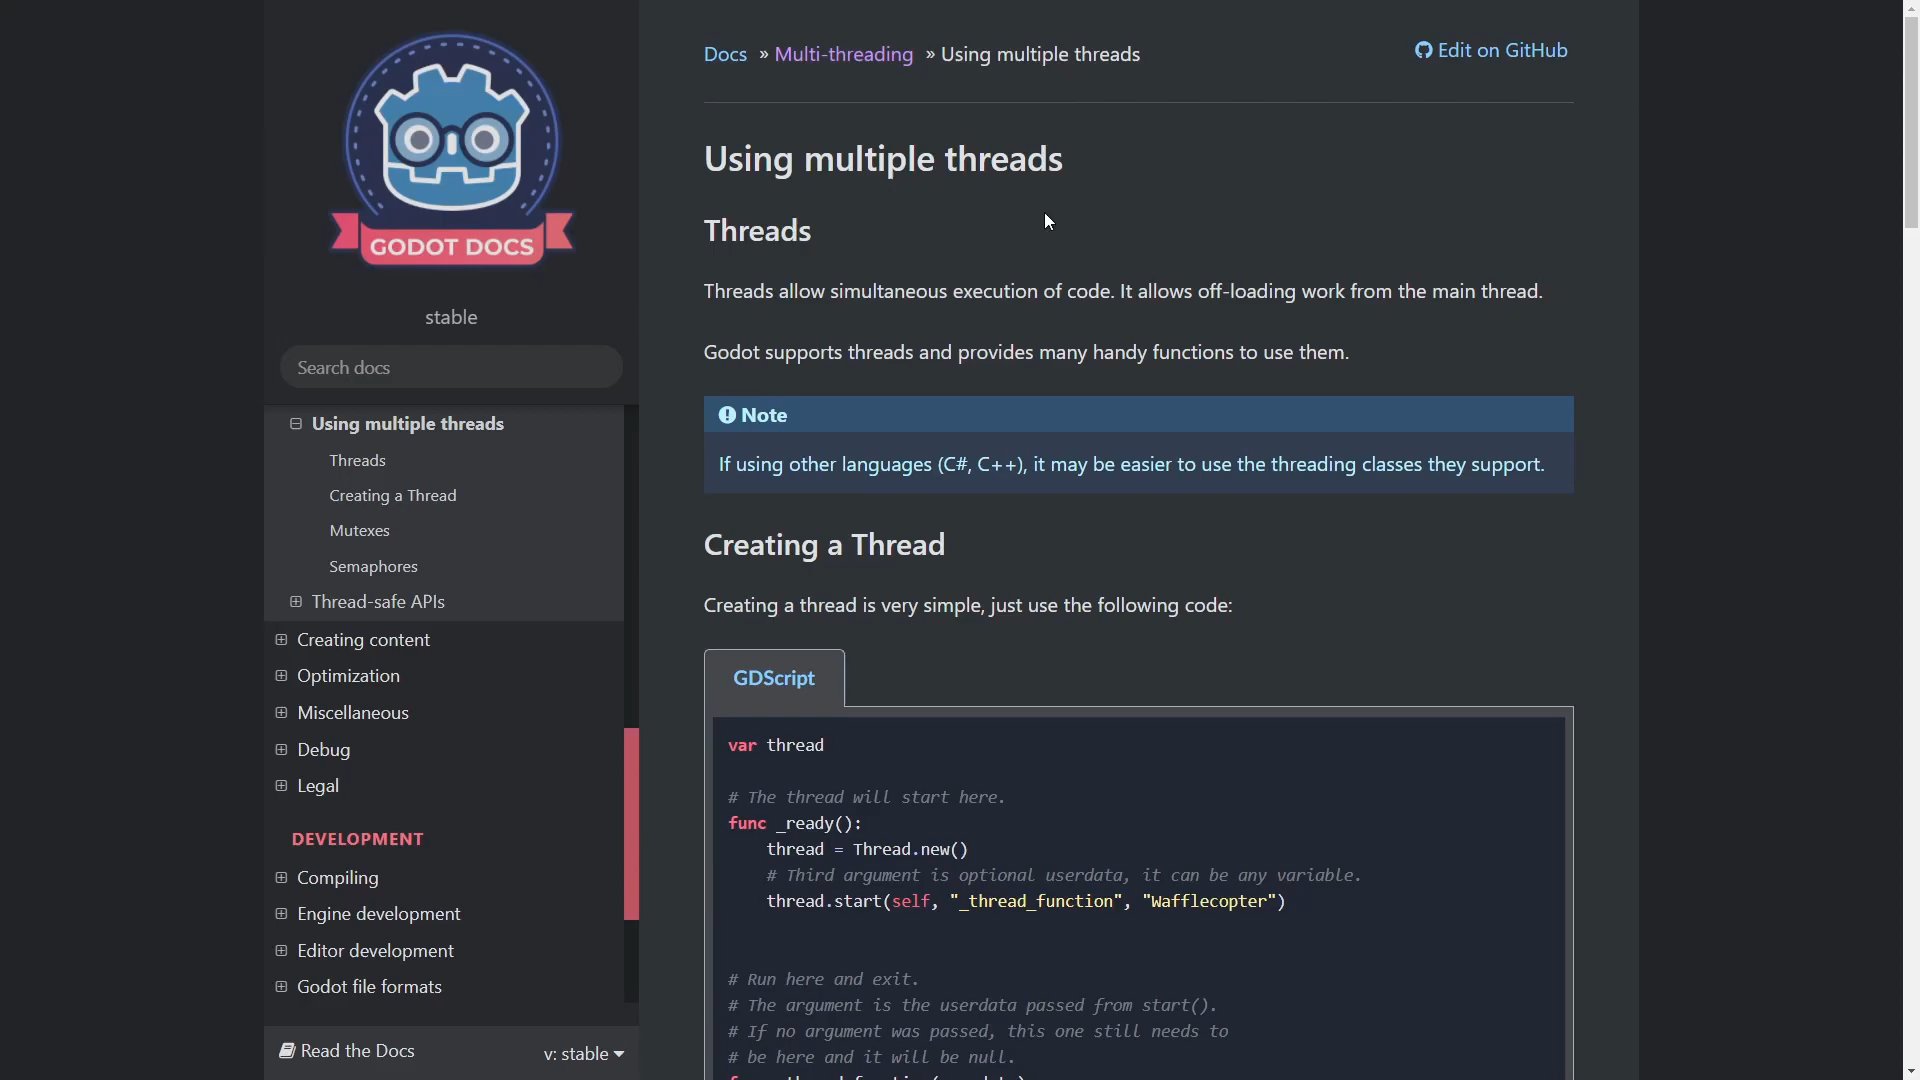 GODOT DOCS
stable
Search docs
Using multiple threads
Threads
Creating a Thread
Mutexes
Semaphores
Thread-safe APIs
Creating content
Optimization
Miscellaneous
Debug
Legal
DEVELOPMENT
Compiling
Engine development
Editor development
Godot file formats
Read the Docs
v: stable
Docs » Multi-threading » Using multiple threads
Edit on GitHub
Using multiple threads
Threads
Threads allow simultaneous execution of code. It allows off-loading work from the main thread.
Godot supports threads and provides many handy functions to use them.
Note
If using other languages (C#, C++), it may be easier to use the threading classes they support.
Creating a Thread
Creating a thread is very simple, just use the following code:
GDScript
var thread
# The thread will start here.
func _ready():
    thread = Thread.new()
    # Third argument is optional userdata, it can be any variable.
    thread.start(self, "_thread_function", "Wafflecopter")
# Run here and exit.
# The argument is the userdata passed from start().
# If no argument was passed, this one still needs to
# be here and it will be null.